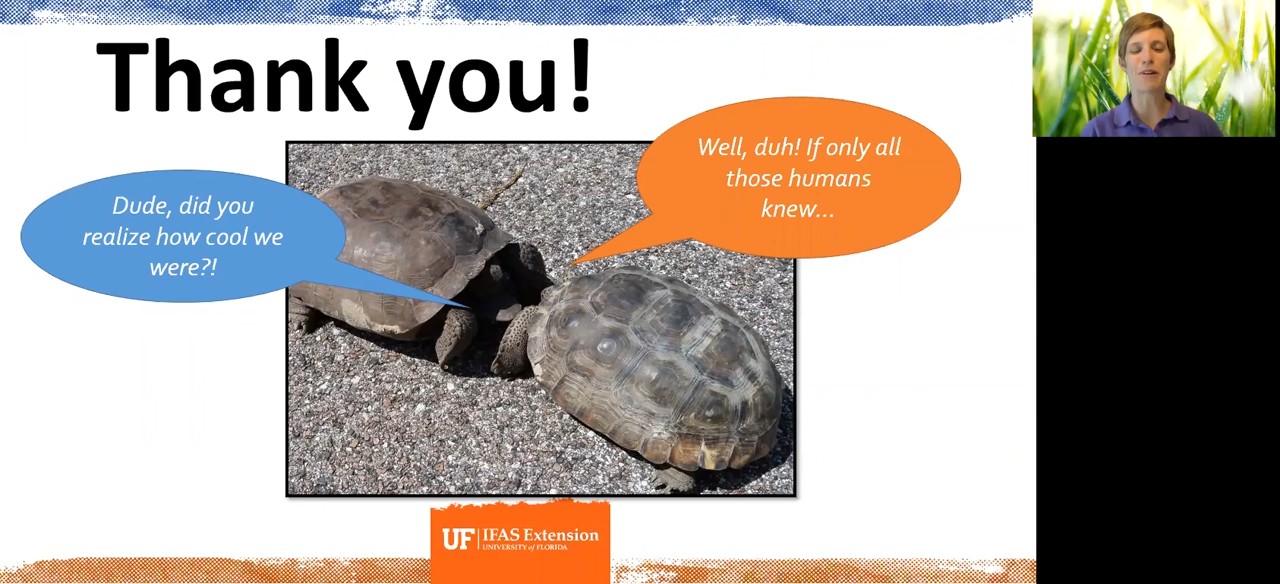 Thank you!
Dude, did you
realize how cool we
were?!
Well, duh! If only all
those humans
knew...
UF | IFAS Extension
UNIVERSITY of FLORIDA